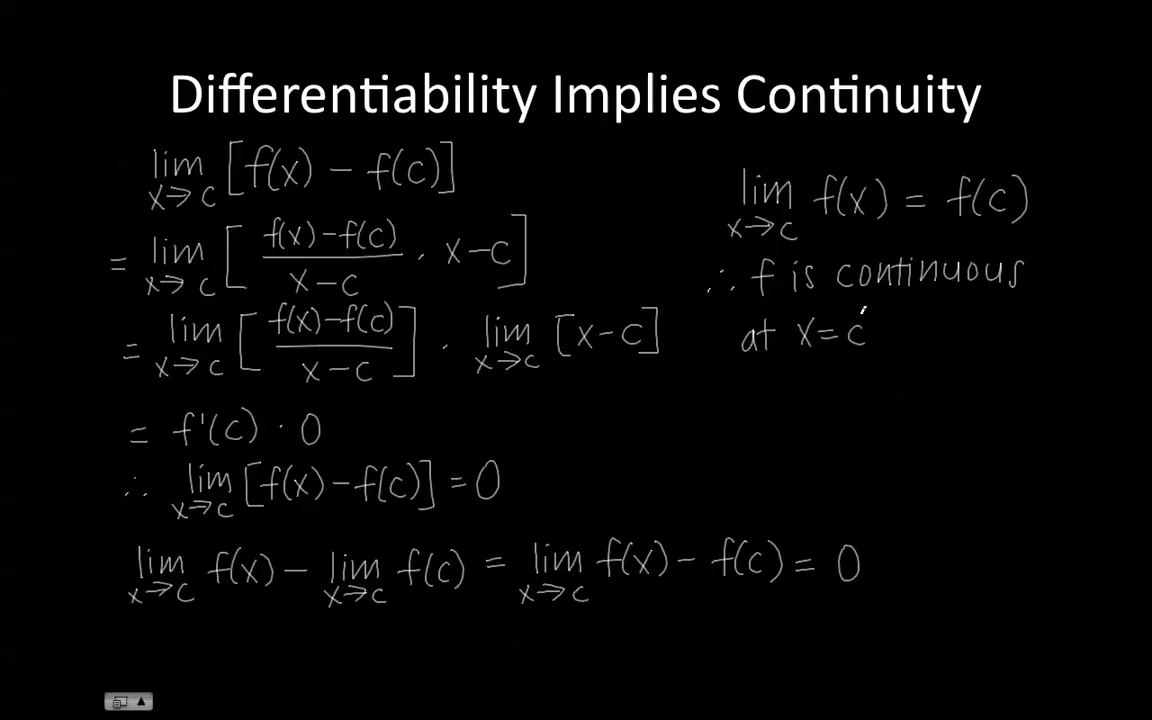 Differentiability Implies Continuity
lim x→c [f(x) − f(c)]
= lim x→c [ (f(x)−f(c))/(x−c) · x−c ]
= lim x→c [ (f(x)−f(c))/(x−c) ] · lim x→c [x−c]
= f'(c) · 0
∴ lim x→c [f(x)−f(c)] = 0
lim x→c f(x) − lim x→c f(c) = lim x→c f(x) − f(c) = 0
lim x→c f(x) = f(c)
∴ f is continuous
at x=c